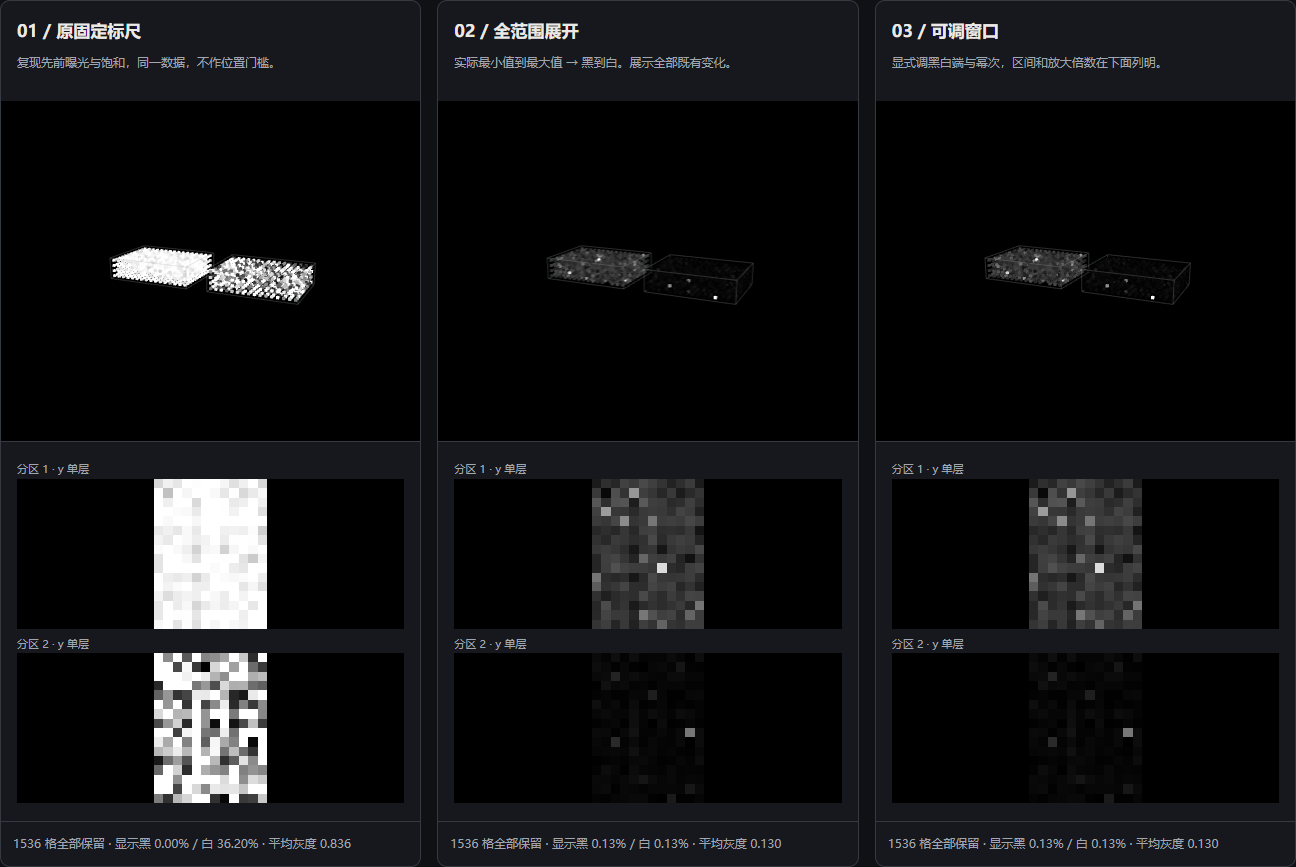 01 / 原固定标尺
复现先前曝光与饱和，同一数据，不作位置门槛。
分区 1 · y 单层
分区 2 · y 单层
1536 格全部保留 · 显示黑 0.00% / 白 36.20% · 平均灰度 0.836
02 / 全范围展开
实际最小值到最大值 → 黑到白。展示全部既有变化。
分区 1 · y 单层
分区 2 · y 单层
1536 格全部保留 · 显示黑 0.13% / 白 0.13% · 平均灰度 0.130
03 / 可调窗口
显式调黑白端与幂次，区间和放大倍数在下面列明。
分区 1 · y 单层
分区 2 · y 单层
1536 格全部保留 · 显示黑 0.13% / 白 0.13% · 平均灰度 0.130